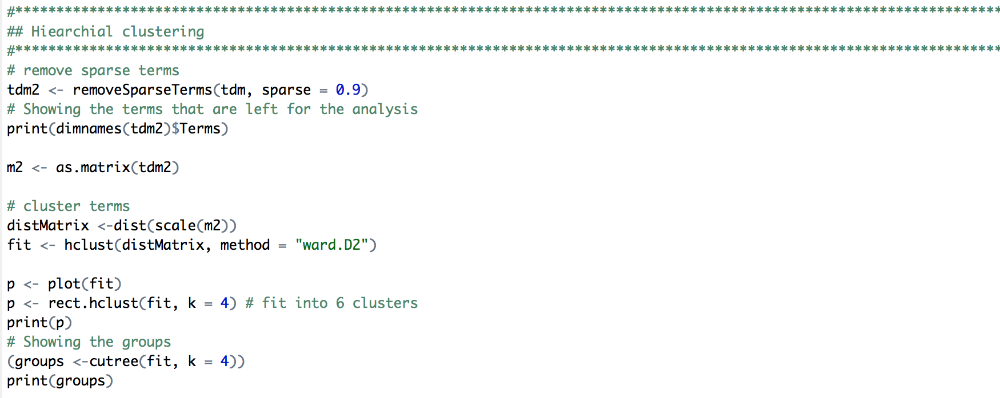 #************************************************************************************************************************
## Hiearchial clustering
#************************************************************************************************************************
# remove sparse terms
tdm2 <- removeSparseTerms(tdm, sparse = 0.9)
# Showing the terms that are left for the analysis
print(dimnames(tdm2)$Terms)
m2 <- as.matrix(tdm2)
# cluster terms
distMatrix <-dist(scale(m2))
fit <- hclust(distMatrix, method = "ward.D2")
p <- plot(fit)
p <- rect.hclust(fit, k = 4) # fit into 6 clusters
print(p)
# Showing the groups
(groups <-cutree(fit, k = 4))
print(groups)